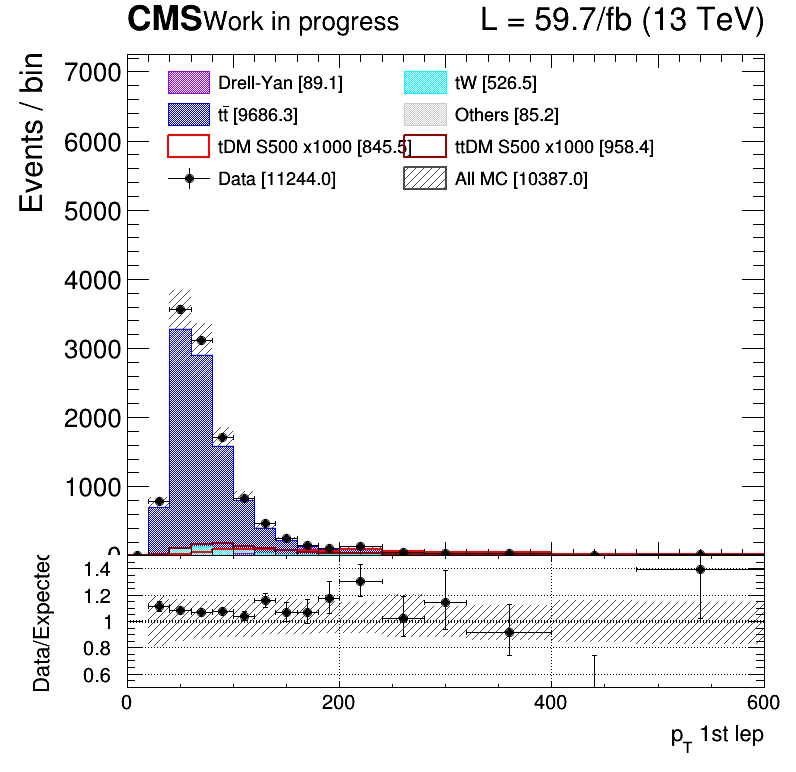 CMS Work in progress L = 59.7/fb (13 TeV)
Events / bin
7000
6000
5000
4000
3000
2000
1000
0
Drell-Yan [89.1] tW [526.5]
tt̄ [9686.3] Others [85.2]
tDM S500 x1000 [845.5] ttDM S500 x1000 [958.4]
Data [11244.0] All MC [10387.0]
Data/Expected
1.4
1.2
1
0.8
0.6
0 200 400 600
p_T 1st lep